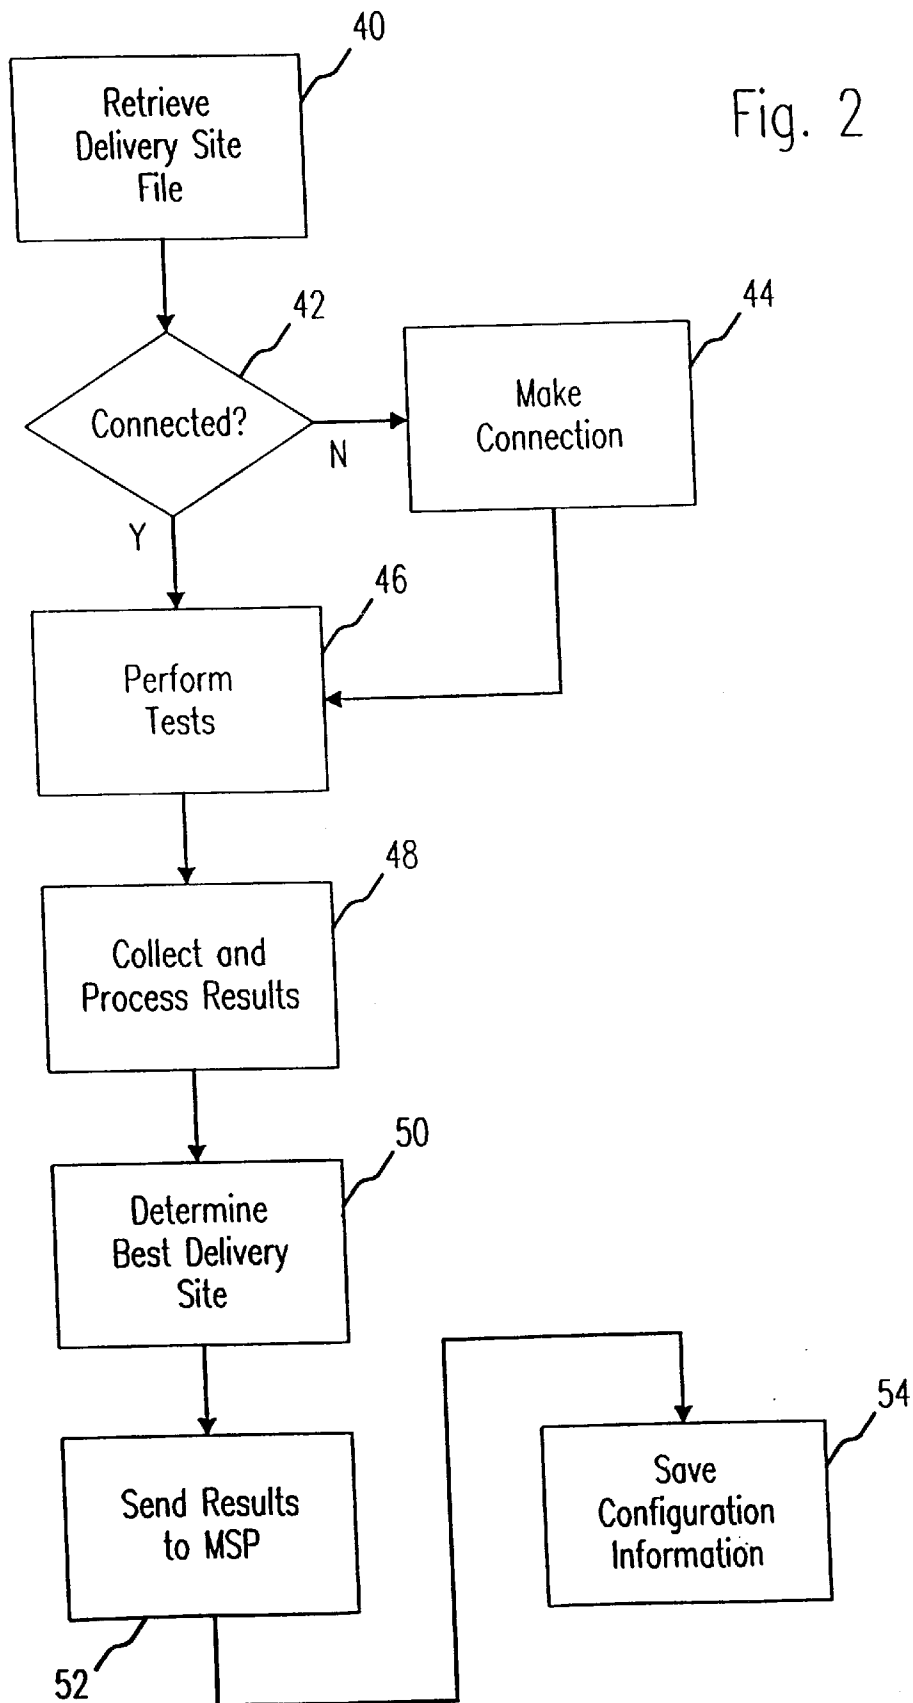 40
Retrieve
Delivery Site
File
Fig. 2
42
Connected?
N
Y
44
Make
Connection
46
Perform
Tests
48
Collect and
Process Results
50
Determine
Best Delivery
Site
Send Results
to MSP
52
54
Save
Configuration
Information